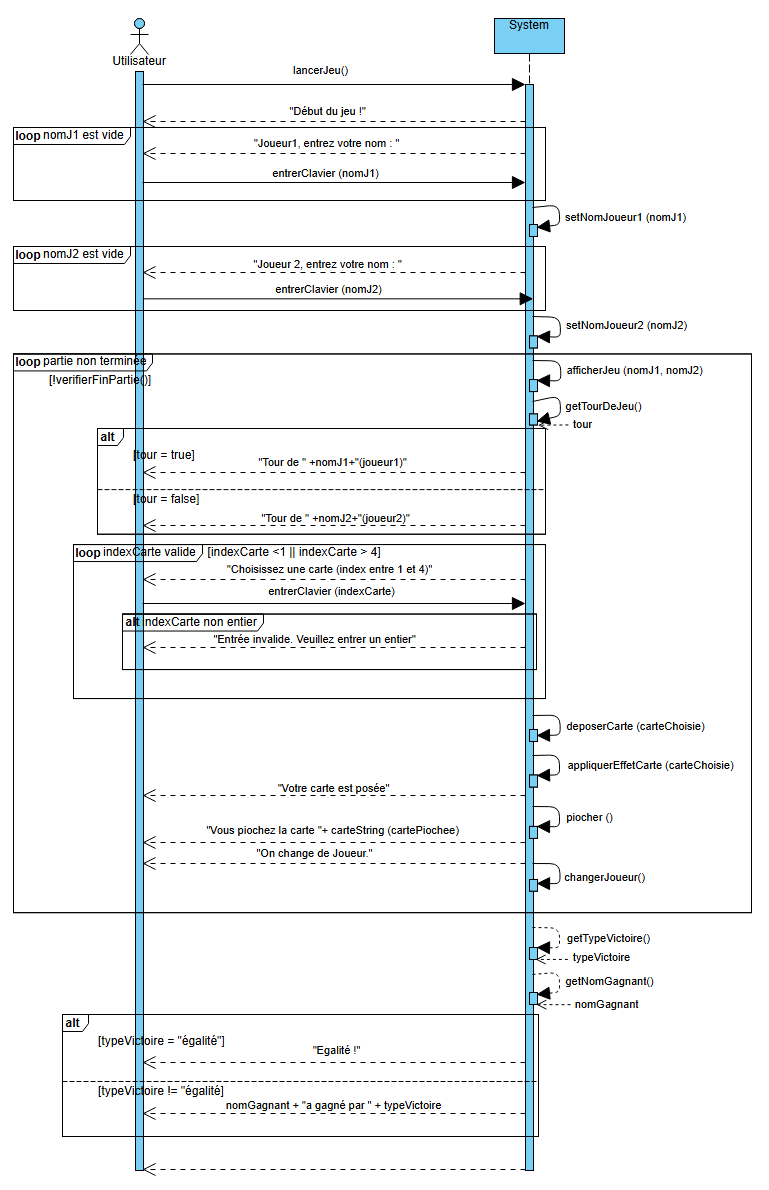 System
Utilisateur
lancerJeu()
"Début du jeu !"
loop nomJ1 est vide
"Joueur1, entrez votre nom : "
entrerClavier (nomJ1)
setNomJoueur1 (nomJ1)
loop nomJ2 est vide
"Joueur 2, entrez votre nom : "
entrerClavier (nomJ2)
setNomJoueur2 (nomJ2)
loop partie non terminée
[!verifierFinPartie()]
afficherJeu (nomJ1, nomJ2)
getTourDeJeu()
tour
alt
[tour = true]
"Tour de " +nomJ1+"(joueur1)"
[tour = false]
"Tour de " +nomJ2+"(joueur2)"
loop indexCarte valide [indexCarte <1 || indexCarte > 4]
"Choisissez une carte (index entre 1 et 4)"
entrerClavier (indexCarte)
alt indexCarte non entier
"Entrée invalide. Veuillez entrer un entier"
deposerCarte (carteChoisie)
appliquerEffetCarte (carteChoisie)
"Votre carte est posée"
piocher ()
"Vous piochez la carte "+ carteString (cartePiochee)
"On change de Joueur."
changerJoueur()
getTypeVictoire()
typeVictoire
getNomGagnant()
nomGagnant
alt
[typeVictoire = "égalité"]
"Egalité !"
[typeVictoire != "égalité]
nomGagnant + "a gagné par " + typeVictoire